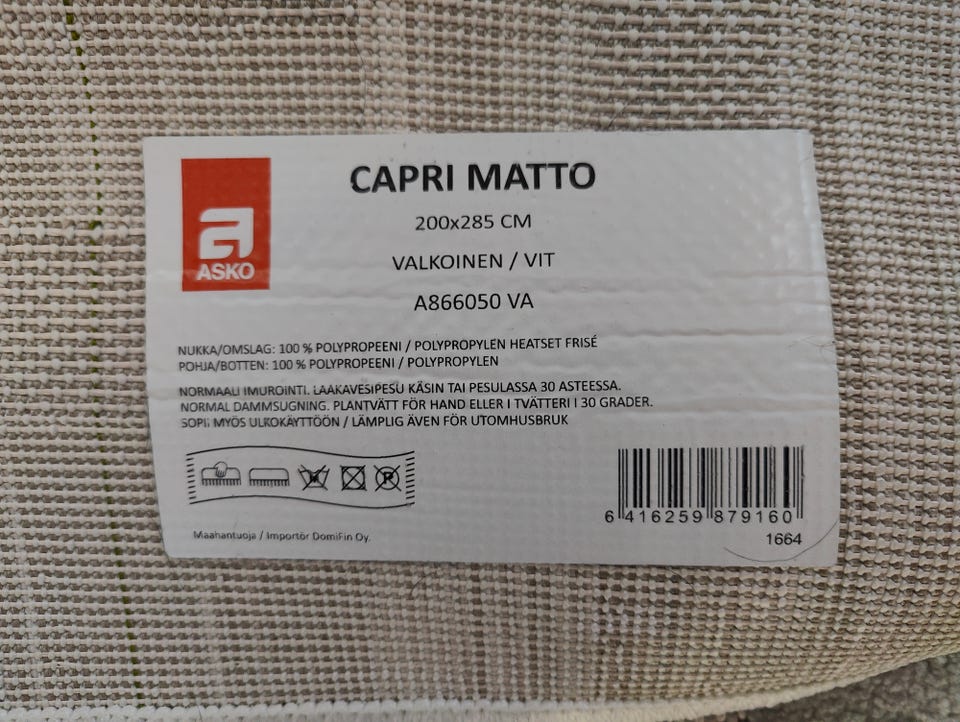 CAPRI MATTO
200x285 CM
VALKOINEN / VIT
A866050 VA
a
ASKO
NUKKA/OMSLAG: 100 % POLYPROPEENI / POLYPROPYLEN HEATSET FRISÉ
POHJA/BOTTEN: 100 % POLYPROPEENI / POLYPROPYLEN
NORMAALI IMUROINTI. LAAKAVESIPESU KÄSIN TAI PESULASSA 30 ASTEESSA.
NORMAL DAMMSUGNING. PLANTVÄTT FÖR HAND ELLER I TVÄTTERI I 30 GRADER.
SOPII MYÖS ULKOKÄYTTÖÖN / LÄMPLIG ÄVEN FÖR UTOMHUSBRUK
P
Maahantuoja / Importör DomiFin Oy.
6 416259 879160
1664